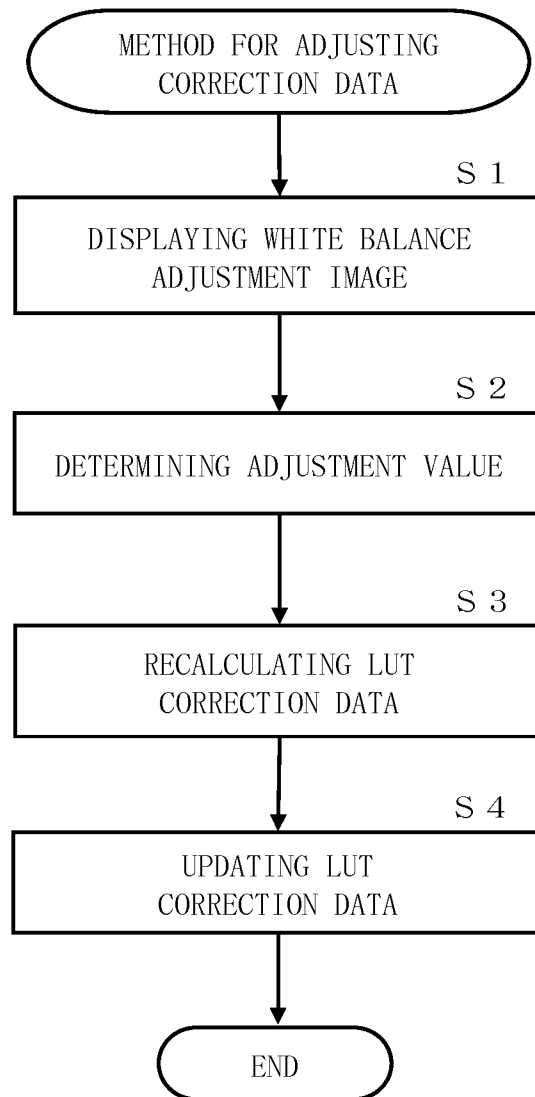 METHOD FOR ADJUSTING
CORRECTION DATA
S 1
DISPLAYING WHITE BALANCE
ADJUSTMENT IMAGE
S 2
DETERMINING ADJUSTMENT VALUE
S 3
RECALCULATING LUT
CORRECTION DATA
S 4
UPDATING LUT
CORRECTION DATA
END